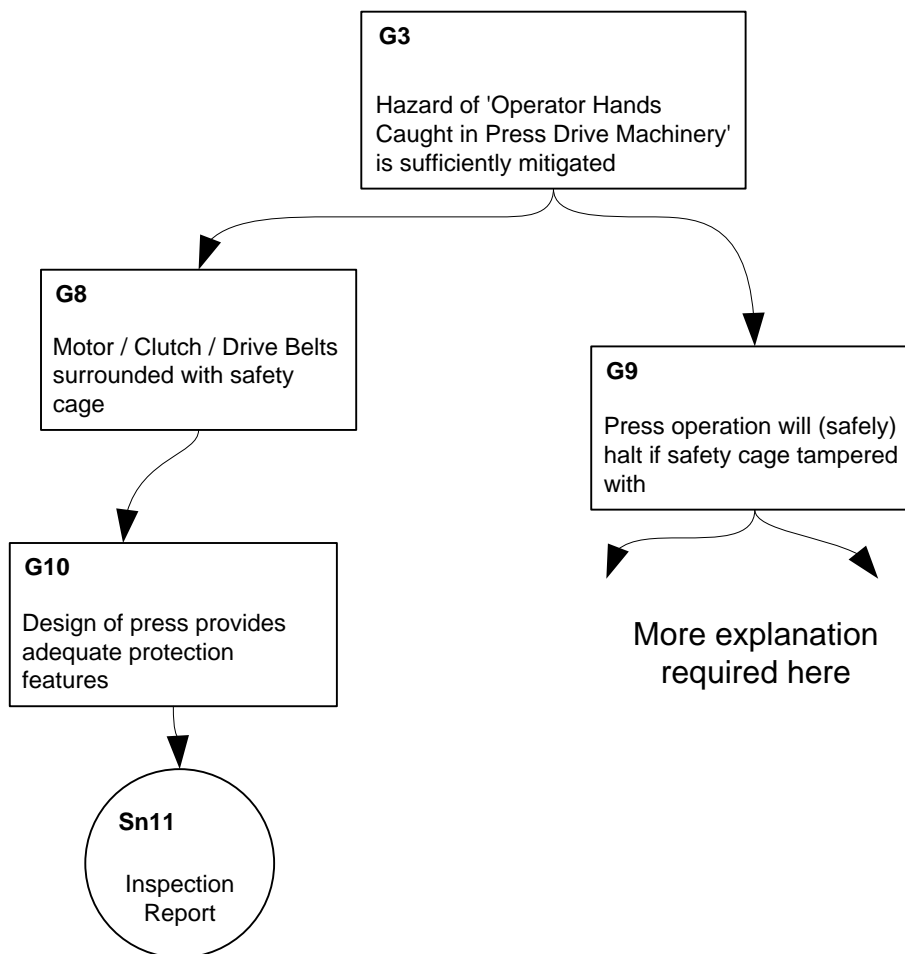 G3
Hazard of 'Operator Hands
Caught in Press Drive Machinery'
is sufficiently mitigated
G8
Motor / Clutch / Drive Belts
surrounded with safety
cage
G9
Press operation will (safely)
halt if safety cage tampered
with
G10
Design of press provides
adequate protection
features
More explanation
required here
Sn11
Inspection
Report